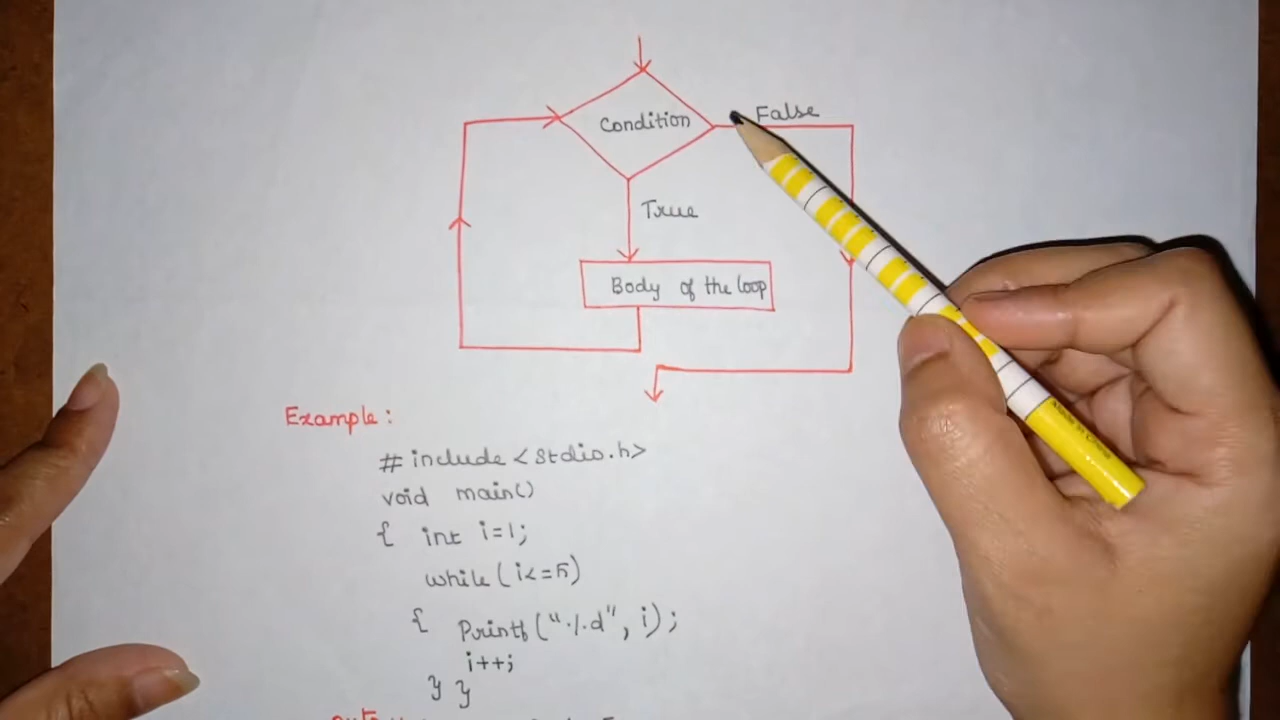 Condition
False
True
Body of the loop
Example:
# include <stdio.h>
void main()
{ int i=1;
while(i<=5)
{ printf("%d", i);
i++;
} }